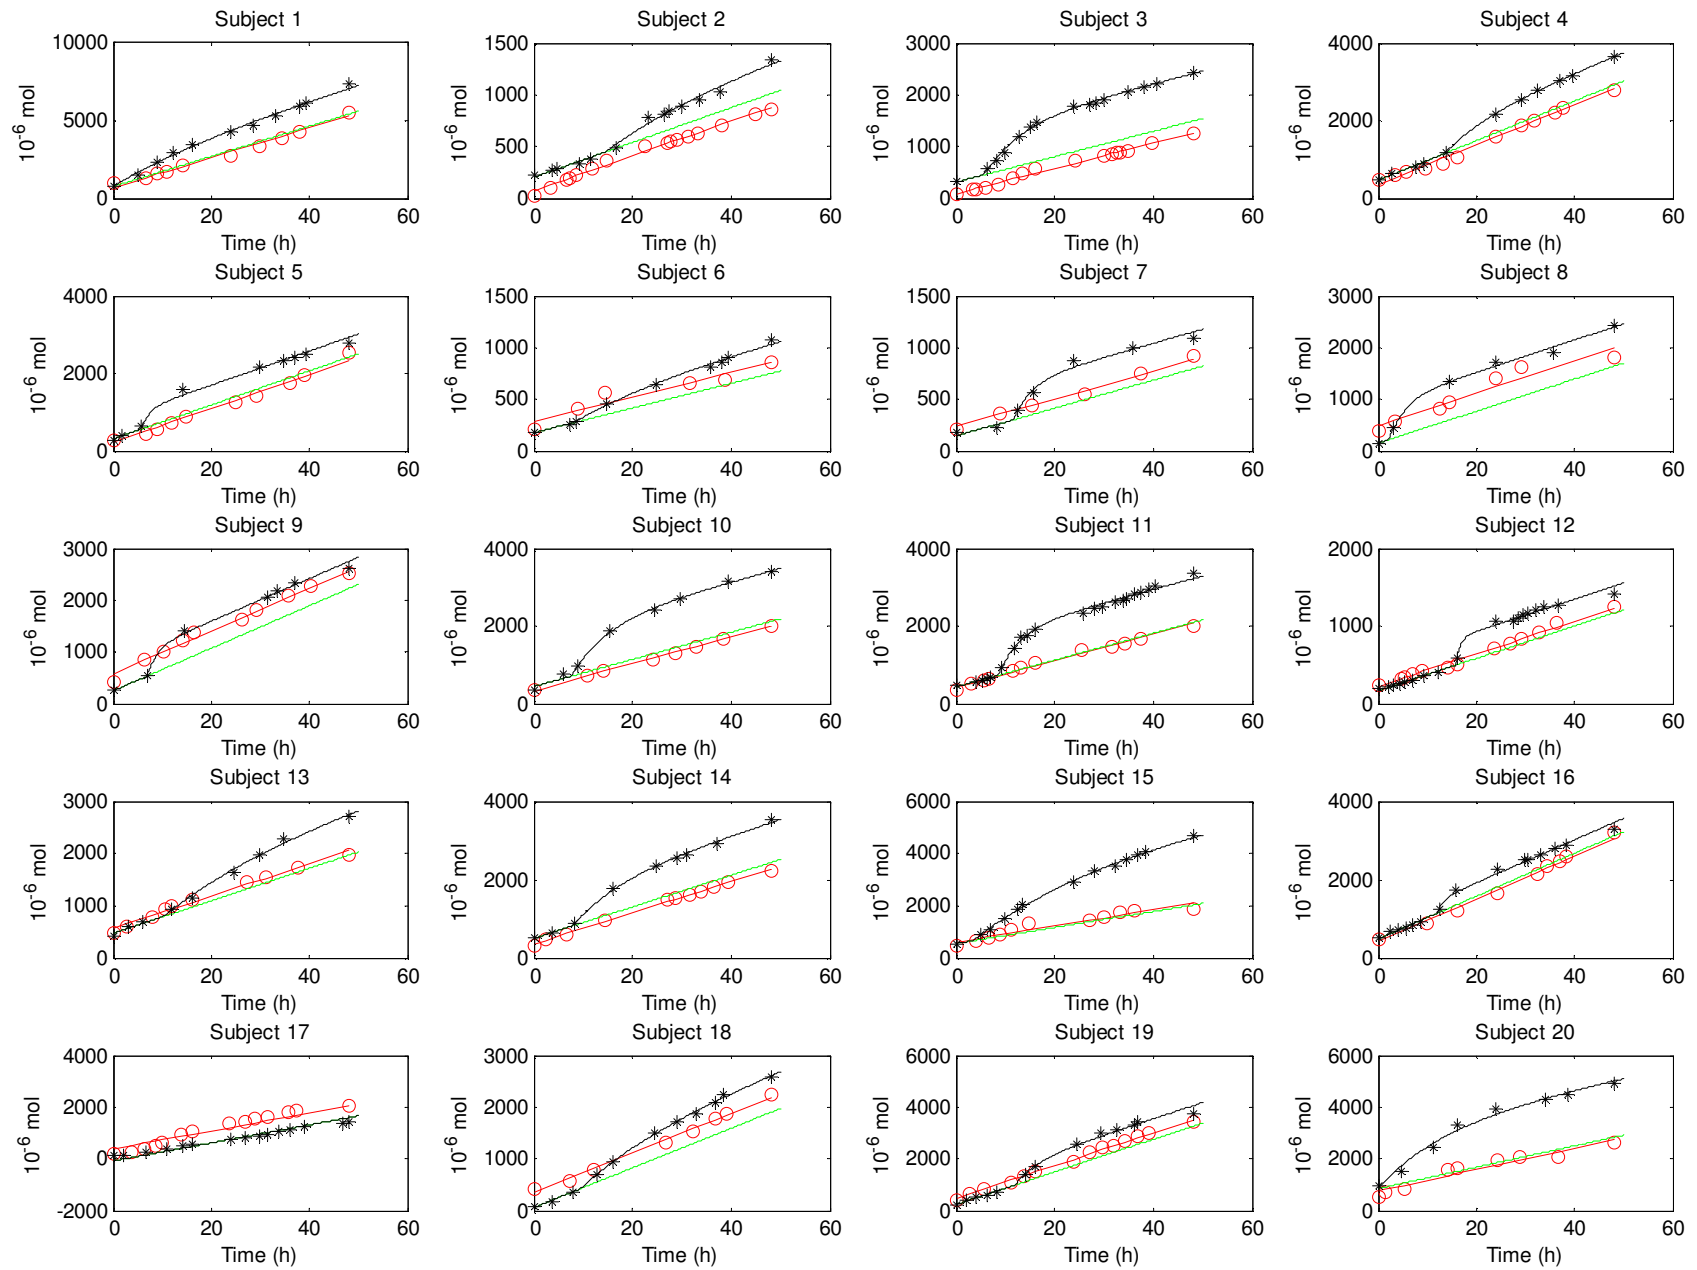 Subject 1 Subject 2 Subject 3 Subject 4
10000 1500 3000 4000
1000 2000
5000 500 1000 2000
0 0 0 0
10⁻⁶ mol 10⁻⁶ mol 10⁻⁶ mol 10⁻⁶ mol
0 20 40 60 0 20 40 60 0 20 40 60 0 20 40 60
Time (h) Time (h) Time (h) Time (h)
Subject 5 Subject 6 Subject 7 Subject 8
4000 1500 1500 3000
1000 1000 2000
2000 500 500 1000
0 0 0 0
10⁻⁶ mol 10⁻⁶ mol 10⁻⁶ mol 10⁻⁶ mol
0 20 40 60 0 20 40 60 0 20 40 60 0 20 40 60
Time (h) Time (h) Time (h) Time (h)
Subject 9 Subject 10 Subject 11 Subject 12
3000 4000 4000 2000
2000
1000 2000 2000 1000
0 0 0 0
10⁻⁶ mol 10⁻⁶ mol 10⁻⁶ mol 10⁻⁶ mol
0 20 40 60 0 20 40 60 0 20 40 60 0 20 40 60
Time (h) Time (h) Time (h) Time (h)
Subject 13 Subject 14 Subject 15 Subject 16
3000 4000 6000 4000
2000 4000
1000 2000 2000 2000
0 0 0 0
10⁻⁶ mol 10⁻⁶ mol 10⁻⁶ mol 10⁻⁶ mol
0 20 40 60 0 20 40 60 0 20 40 60 0 20 40 60
Time (h) Time (h) Time (h) Time (h)
Subject 17 Subject 18 Subject 19 Subject 20
4000 3000 6000 6000
2000 2000 4000 4000
0 1000 2000 2000
-2000 0 0 0
10⁻⁶ mol 10⁻⁶ mol 10⁻⁶ mol 10⁻⁶ mol
0 20 40 60 0 20 40 60 0 20 40 60 0 20 40 60
Time (h) Time (h) Time (h) Time (h)